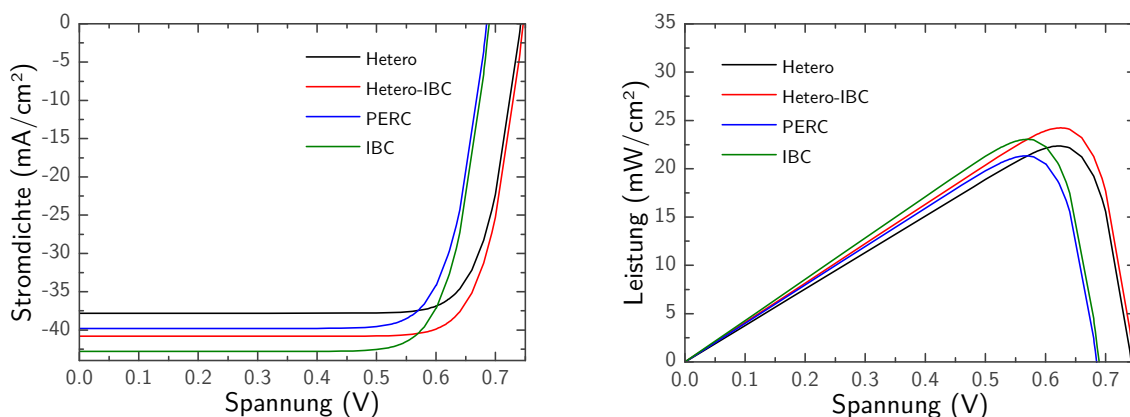 Stromdichte (mA/cm²)
0
-5
-10
-15
-20
-25
-30
-35
-40
Hetero
Hetero-IBC
PERC
IBC
0.0 0.1 0.2 0.3 0.4 0.5 0.6 0.7
Spannung (V)
Leistung (mW/cm²)
35
30
25
20
15
10
5
0
Hetero
Hetero-IBC
PERC
IBC
0.0 0.1 0.2 0.3 0.4 0.5 0.6 0.7
Spannung (V)